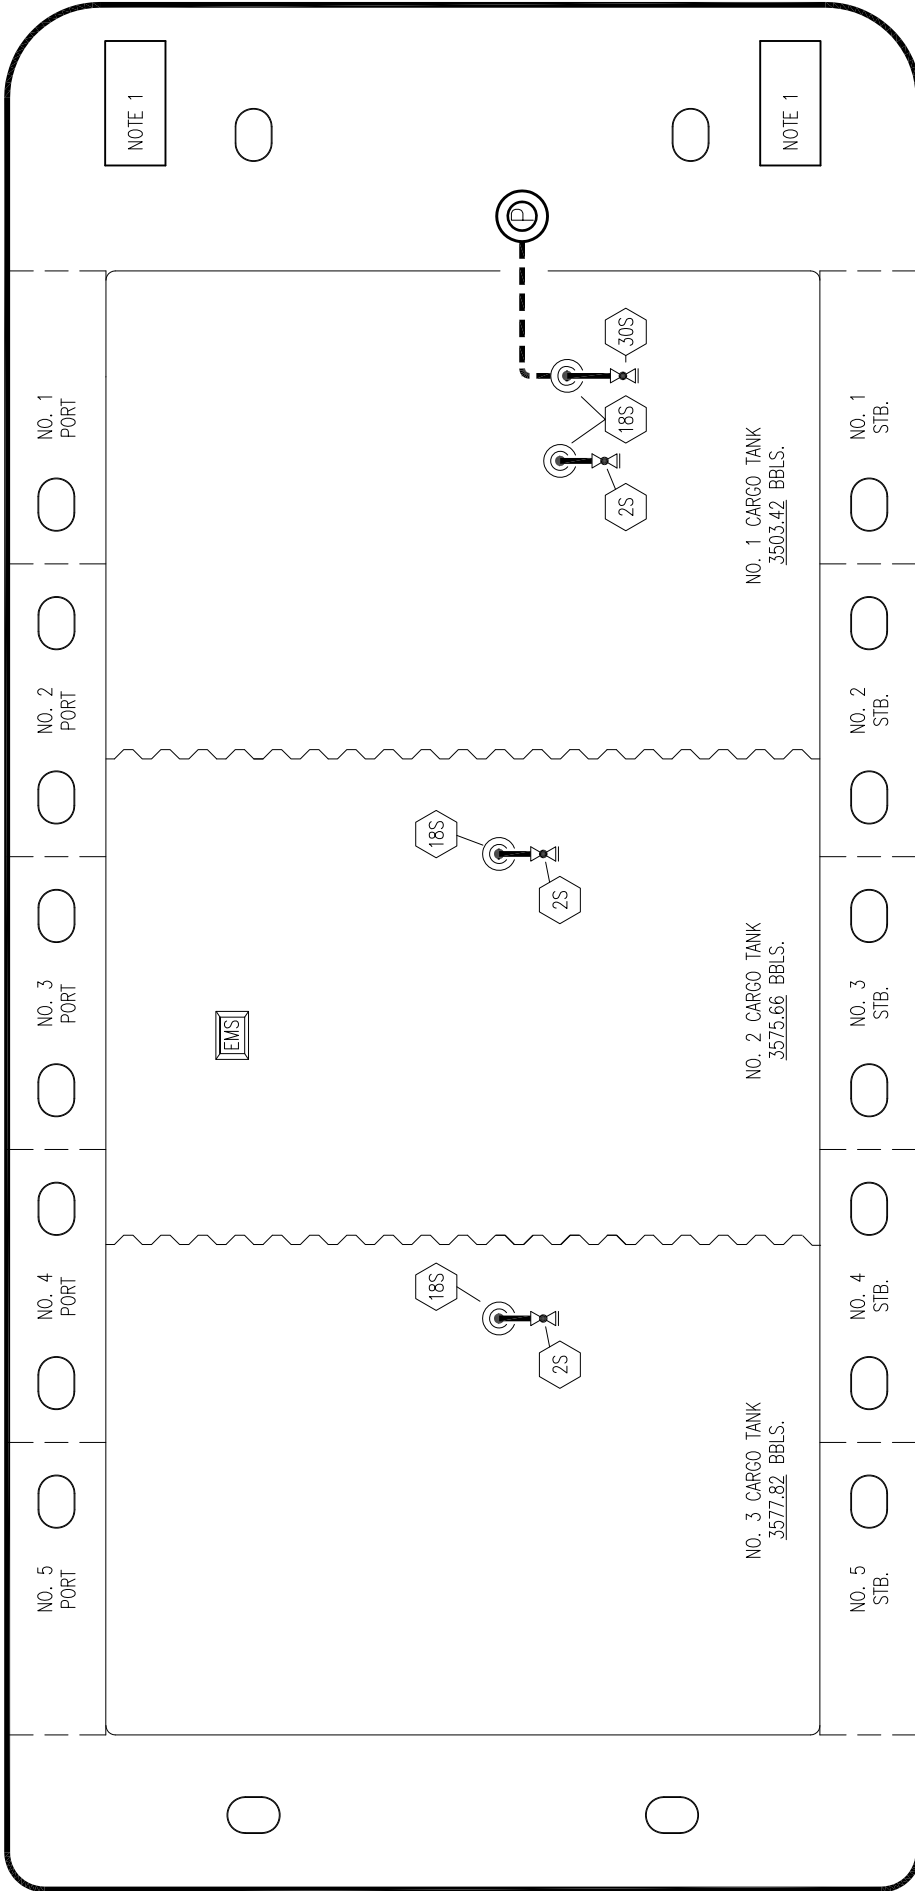 NOTE 1
NOTE 1
P
NO. 1
PORT
NO. 2
PORT
NO. 3
PORT
NO. 4
PORT
NO. 5
PORT
30S
18S
2S
NO. 1 CARGO TANK
3503.42 BBLS.
18S
2S
EMS
NO. 2 CARGO TANK
3575.66 BBLS.
18S
2S
NO. 3 CARGO TANK
3577.82 BBLS.
NO. 1
STB.
NO. 2
STB.
NO. 3
STB.
NO. 4
STB.
NO. 5
STB.